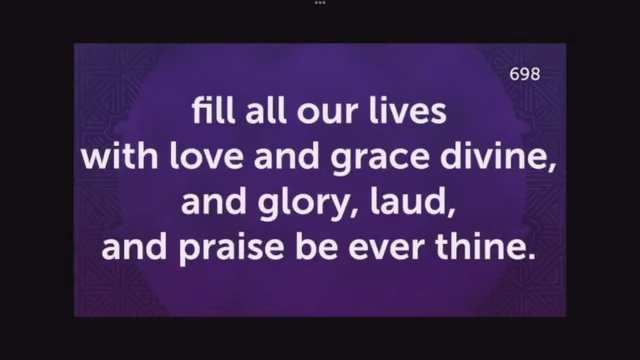 698
fill all our lives
with love and grace divine,
and glory, laud,
and praise be ever thine.